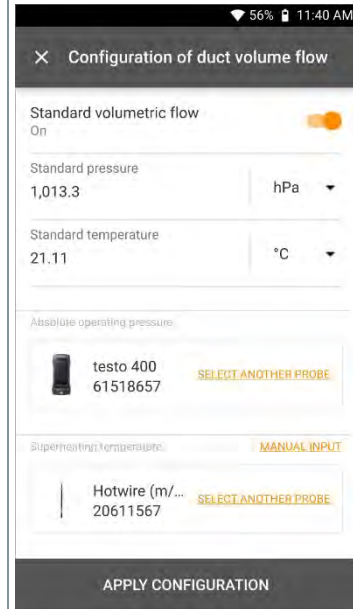 56% 11:40 AM
Configuration of duct volume flow
Standard volumetric flow
On
Standard pressure
1,013.3 hPa
Standard temperature
21.11 °C
Absolute operating pressure
testo 400
61518657
SELECT ANOTHER PROBE
Superheating temperature
MANUAL INPUT
Hotwire (m/...
20611567
SELECT ANOTHER PROBE
APPLY CONFIGURATION